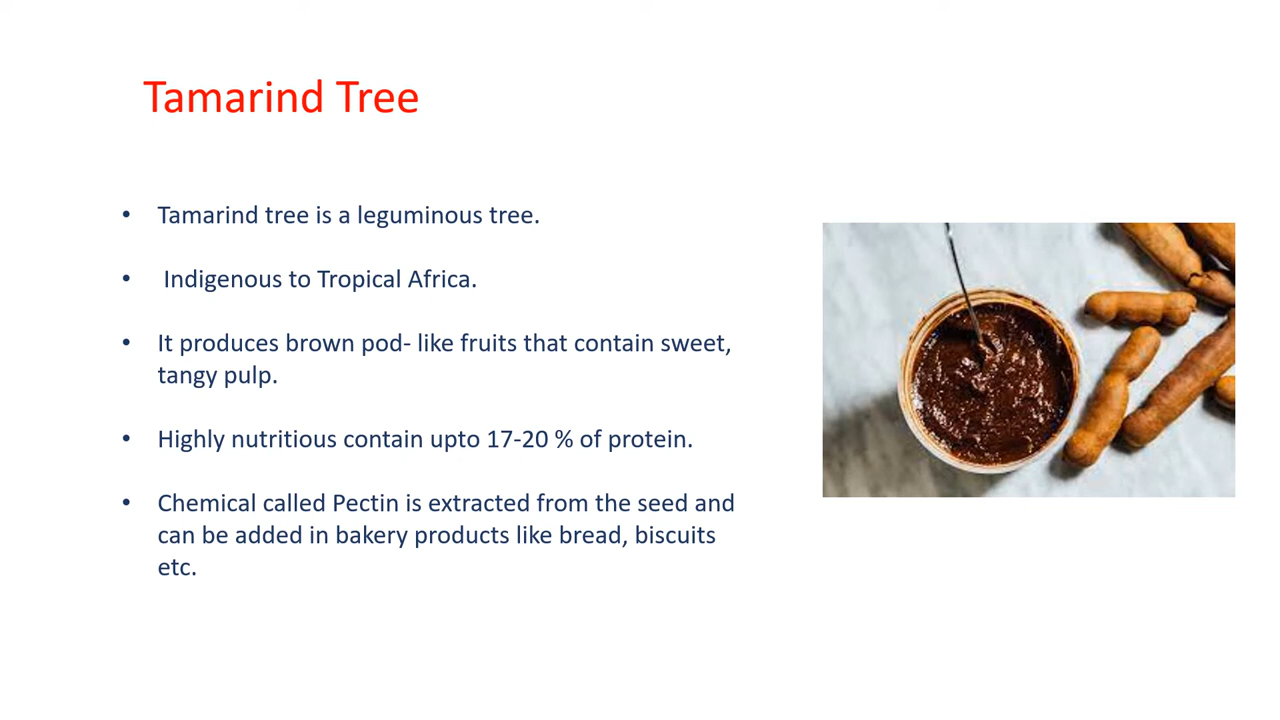 Tamarind Tree
• Tamarind tree is a leguminous tree.
• Indigenous to Tropical Africa.
• It produces brown pod- like fruits that contain sweet,
tangy pulp.
• Highly nutritious contain upto 17-20 % of protein.
• Chemical called Pectin is extracted from the seed and
can be added in bakery products like bread, biscuits
etc.